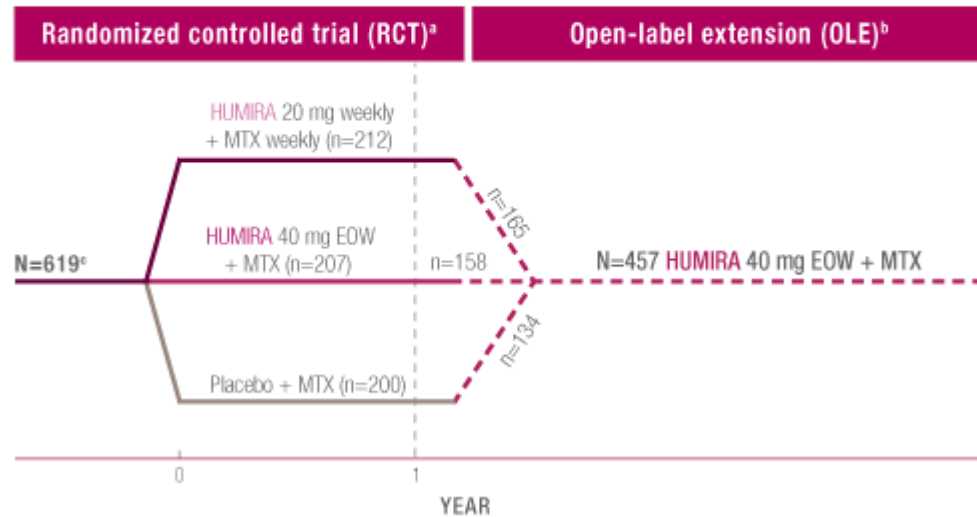 Randomized controlled trial (RCT)ᵃ
Open-label extension (OLE)ᵇ
HUMIRA 20 mg weekly
+ MTX weekly (n=212)
n=165
N=619ᶜ
HUMIRA 40 mg EOW
+ MTX (n=207)
n=158
N=457 HUMIRA 40 mg EOW + MTX
n=134
Placebo + MTX (n=200)
0
1
YEAR